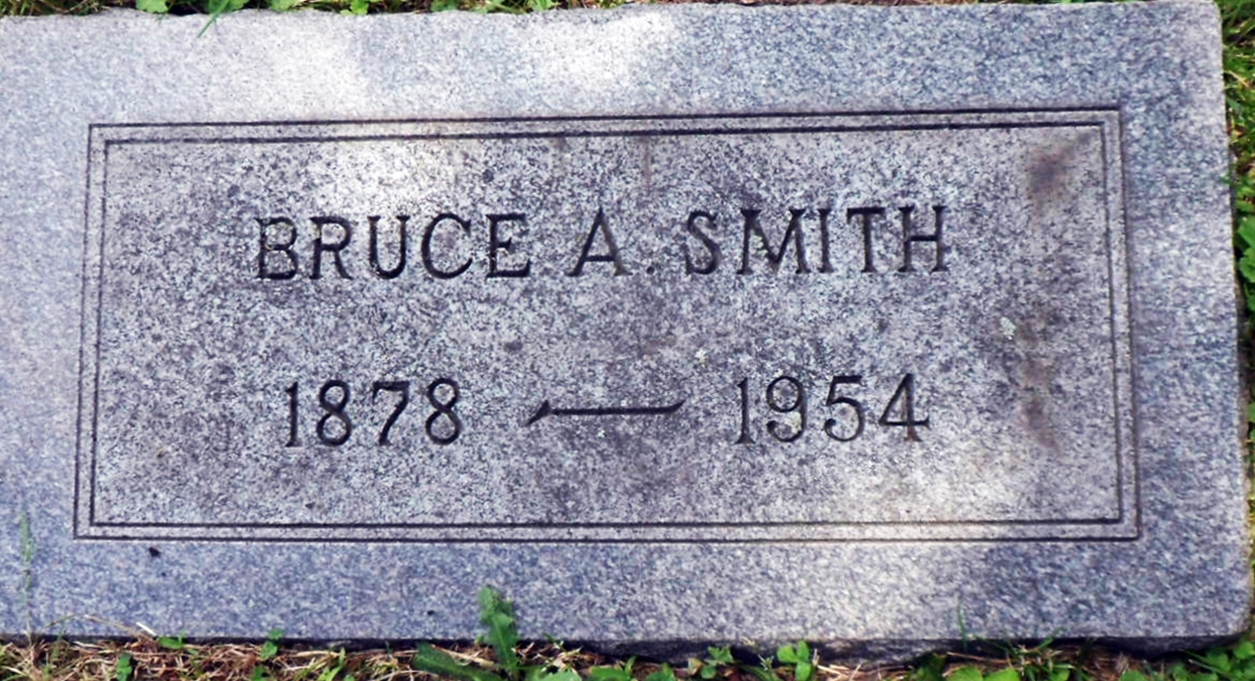 BRUCE A. SMITH
1878 — 1954